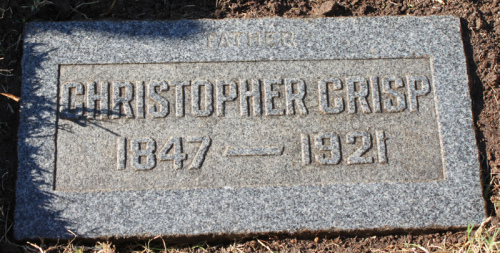 FATHER
CHRISTOPHER CRISP
1847 — 1921